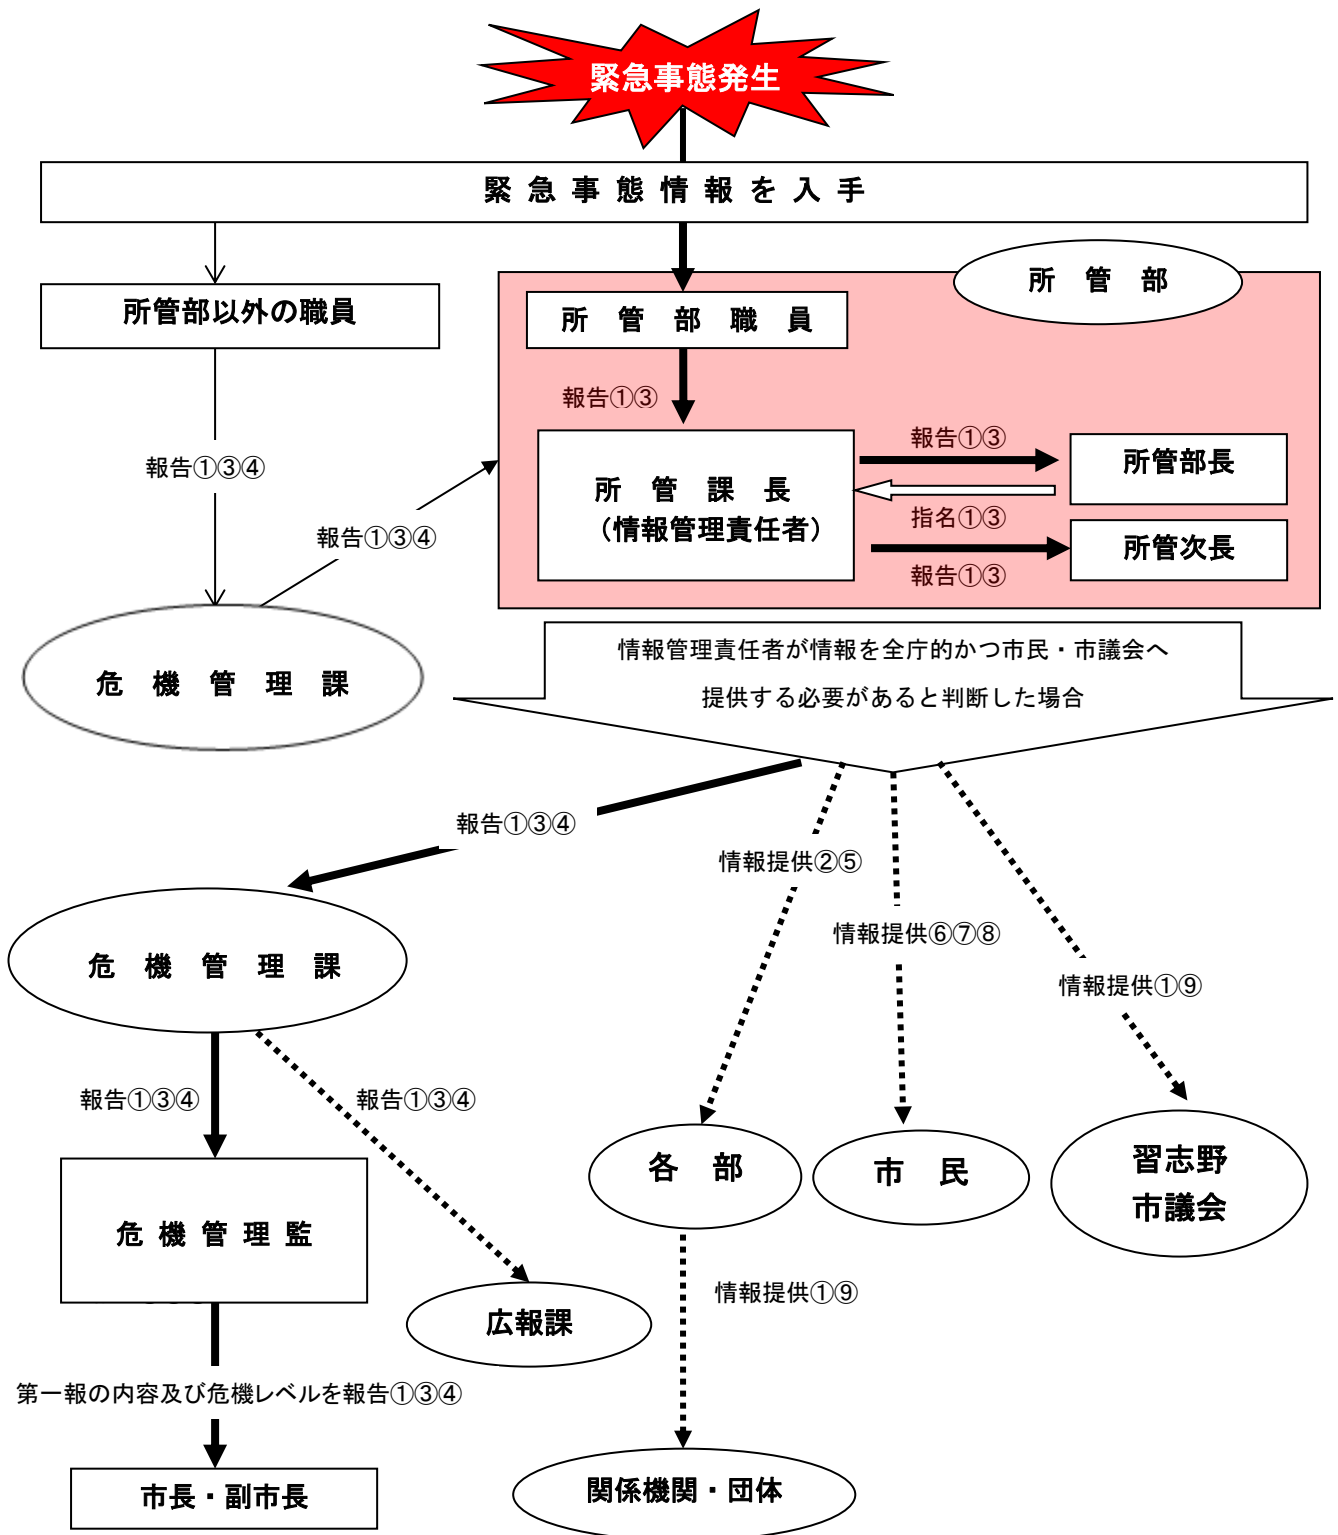 緊急事態発生
緊急事態情報を入手
所管部
所管部以外の職員
所管部職員
報告①③
報告①③
所管部長
報告①③④
所管課長
（情報管理責任者）
指名①③
報告①③④
所管次長
報告①③
情報管理責任者が情報を全庁的かつ市民・市議会へ
提供する必要があると判断した場合
危機管理課
報告①③④
情報提供②⑤
情報提供⑥⑦⑧
情報提供①⑨
危機管理課
報告①③④
報告①③④
各部
市民
習志野
市議会
危機管理監
情報提供①⑨
広報課
第一報の内容及び危機レベルを報告①③④
市長・副市長
関係機関・団体